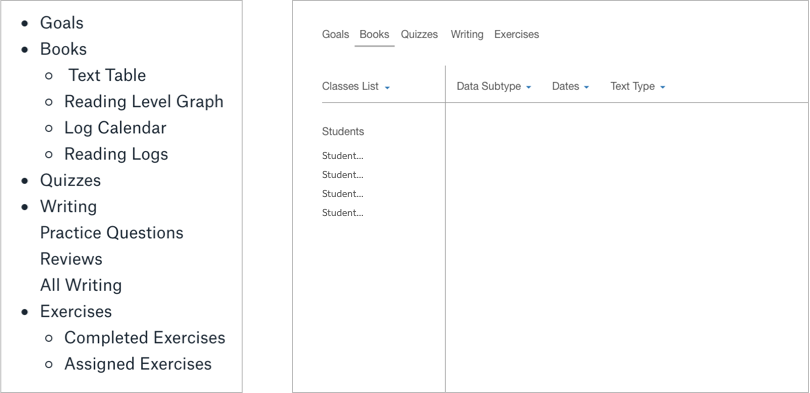 Goals
Books
Text Table
Reading Level Graph
Log Calendar
Reading Logs
Quizzes
Writing
Practice Questions
Reviews
All Writing
Exercises
Completed Exercises
Assigned Exercises
Goals Books Quizzes Writing Exercises
Classes List Data Subtype Dates Text Type
Students
Student...
Student...
Student...
Student...